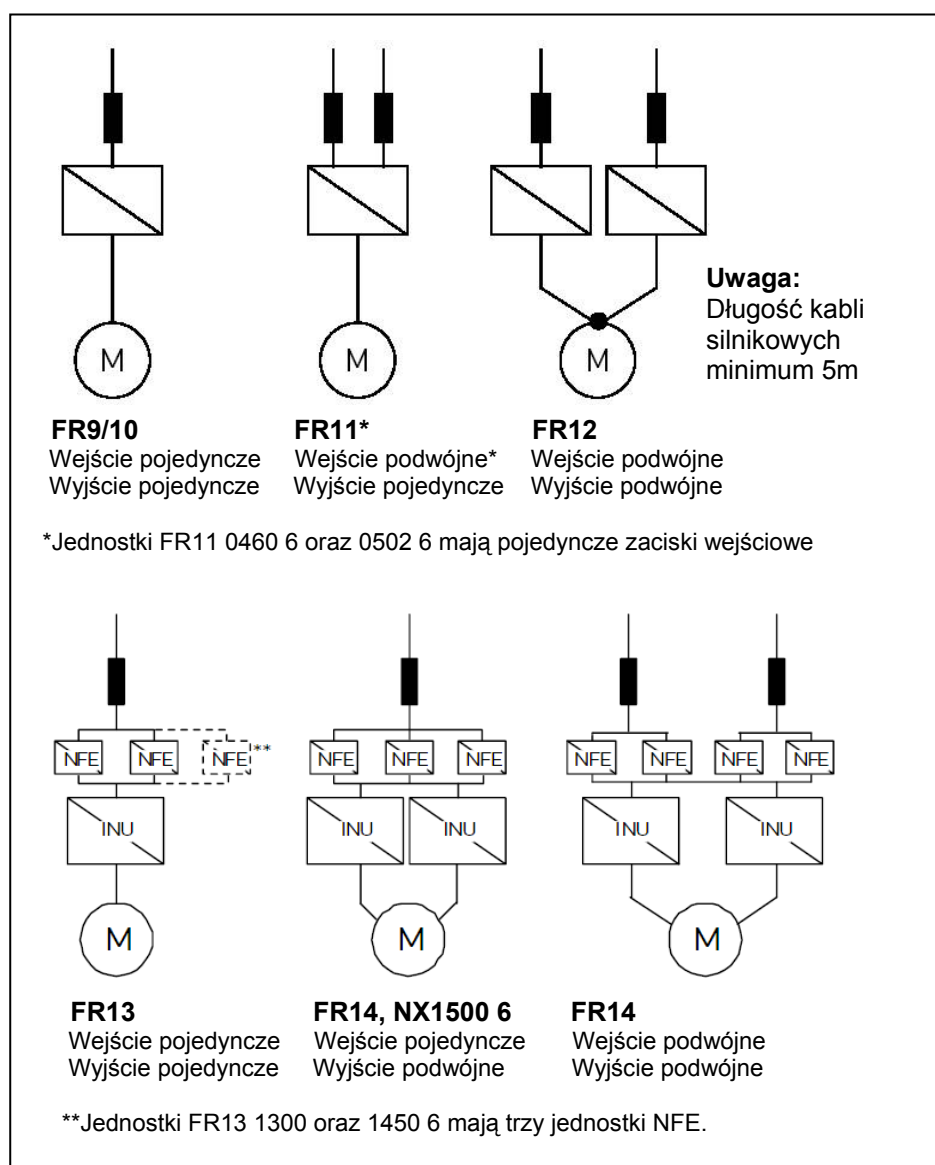 M
M
M
Uwaga:
Długość kabli
silnikowych
minimum 5m
FR9/10
Wejście pojedyncze
Wyjście pojedyncze
FR11*
Wejście podwójne*
Wyjście pojedyncze
FR12
Wejście podwójne
Wyjście podwójne
*Jednostki FR11 0460 6 oraz 0502 6 mają pojedyncze zaciski wejściowe
NFE NFE NFE**
NFE NFE NFE
NFE NFE NFE NFE
INU
INU INU
INU INU
M
M
M
FR13
Wejście pojedyncze
Wyjście pojedyncze
FR14, NX1500 6
Wejście pojedyncze
Wyjście podwójne
FR14
Wejście podwójne
Wyjście podwójne
**Jednostki FR13 1300 oraz 1450 6 mają trzy jednostki NFE.